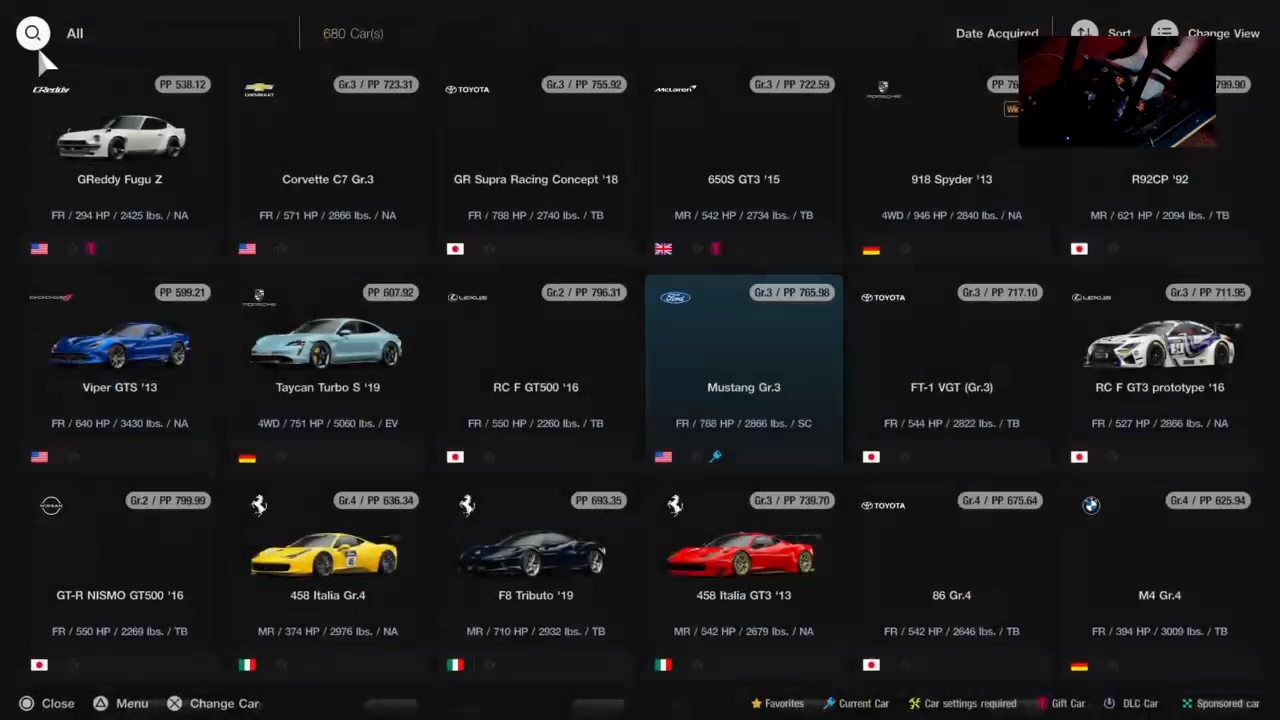 All
680 Car(s)
Date Acquired
Sort
Change View
GReddy
PP 538.12
GReddy Fugu Z
FR / 294 HP / 2425 lbs. / NA
CHEVROLET
Gr.3 / PP 723.31
Corvette C7 Gr.3
FR / 571 HP / 2866 lbs. / NA
TOYOTA
Gr.3 / PP 755.92
GR Supra Racing Concept '18
FR / 788 HP / 2740 lbs. / TB
McLaren
Gr.3 / PP 722.59
650S GT3 '15
MR / 542 HP / 2734 lbs. / TB
PORSCHE
PP 76
918 Spyder '13
4WD / 946 HP / 2840 lbs. / NA
799.90
R92CP '92
MR / 621 HP / 2094 lbs. / TB
DODGE
PP 599.21
Viper GTS '13
FR / 640 HP / 3430 lbs. / NA
PORSCHE
PP 607.92
Taycan Turbo S '19
4WD / 751 HP / 5060 lbs. / EV
LEXUS
Gr.2 / PP 796.31
RC F GT500 '16
FR / 550 HP / 2260 lbs. / TB
Ford
Gr.3 / PP 765.98
Mustang Gr.3
FR / 788 HP / 2866 lbs. / SC
TOYOTA
Gr.3 / PP 717.10
FT-1 VGT (Gr.3)
FR / 544 HP / 2822 lbs. / TB
LEXUS
Gr.3 / PP 711.95
RC F GT3 prototype '16
FR / 527 HP / 2866 lbs. / NA
NISSAN
Gr.2 / PP 799.99
GT-R NISMO GT500 '16
FR / 550 HP / 2269 lbs. / TB
Gr.4 / PP 636.34
458 Italia Gr.4
MR / 374 HP / 2976 lbs. / NA
PP 693.35
F8 Tributo '19
MR / 710 HP / 2932 lbs. / TB
Gr.3 / PP 739.70
458 Italia GT3 '13
MR / 542 HP / 2679 lbs. / NA
TOYOTA
Gr.4 / PP 675.64
86 Gr.4
FR / 542 HP / 2646 lbs. / TB
Gr.4 / PP 625.94
M4 Gr.4
FR / 394 HP / 3009 lbs. / TB
Close
Menu
Change Car
Favorites
Current Car
Car settings required
Gift Car
DLC Car
Sponsored car